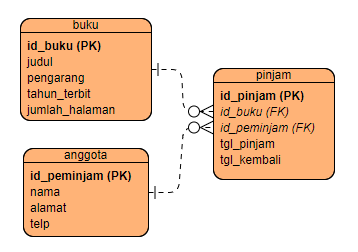 buku
id_buku (PK)
judul
pengarang
tahun_terbit
jumlah_halaman
anggota
id_peminjam (PK)
nama
alamat
telp
pinjam
id_pinjam (PK)
id_buku (FK)
id_peminjam (FK)
tgl_pinjam
tgl_kembali